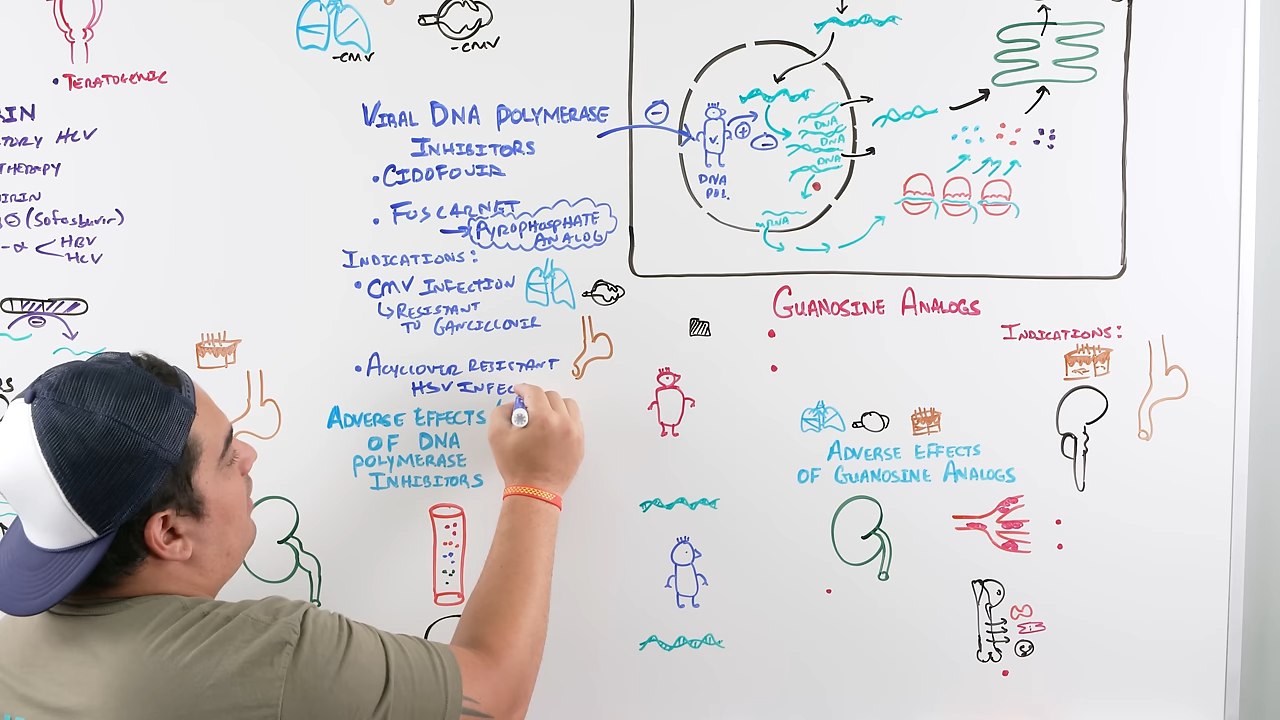 -CMV
-CMV
• TERATOGENIC
HCV
THERAPY
(Sofosbuvir)
-α < HBV
HCV
VIRAL DNA POLYMERASE
INHIBITORS
• CIDOFOVIR
• FOSCARNET
→ PYROPHOSPHATE
ANALOG
INDICATIONS:
• CMV INFECTION
↳ RESISTANT
TO GANCICLOVIR
• ACYCLOVER RESISTANT
HSV INFEC
ADVERSE EFFECTS
OF DNA
POLYMERASE
INHIBITORS
V.
DNA
POL.
DNA
DNA
DNA
mRNA
GUANOSINE ANALOGS
INDICATIONS:
ADVERSE EFFECTS
OF GUANOSINE ANALOGS